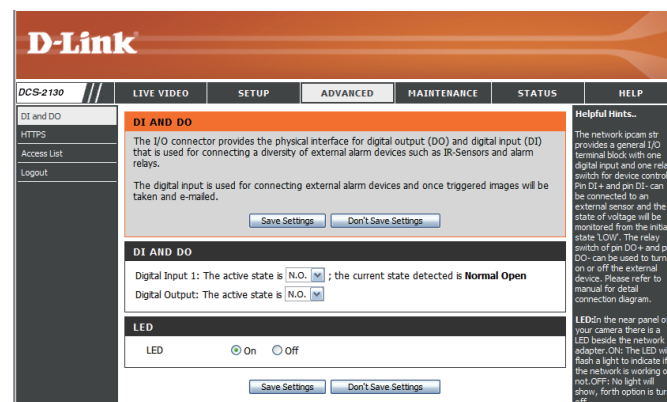 D-Link
DCS-2130
LIVE VIDEO
SETUP
ADVANCED
MAINTENANCE
STATUS
HELP
DI and DO
HTTPS
Access List
Logout
DI AND DO
The I/O connector provides the physical interface for digital output (DO) and digital input (DI)
that is used for connecting a diversity of external alarm devices such as IR-Sensors and alarm
relays.
The digital input is used for connecting external alarm devices and once triggered images will be
taken and e-mailed.
Save Settings
Don't Save Settings
DI AND DO
Digital Input 1: The active state is N.O. ; the current state detected is Normal Open
Digital Output: The active state is N.O.
LED
LED On Off
Save Settings
Don't Save Settings
Helpful Hints..
The network ipcam str
provides a general I/O
terminal block with one
digital input and one rela
switch for device control
Pin DI+ and pin DI- can
be connected to an
external sensor and the
state of voltage will be
monitored from the initia
state 'LOW'. The relay
switch of pin DO+ and p
DO- can be used to turn
on or off the external
device. Please refer to
manual for detail
connection diagram.
LED:In the near panel o
your camera there is a
LED beside the network
adapter.ON: The LED wi
flash a light to indicate if
the network is working o
not.OFF: No light will
show, forth option is tur
off